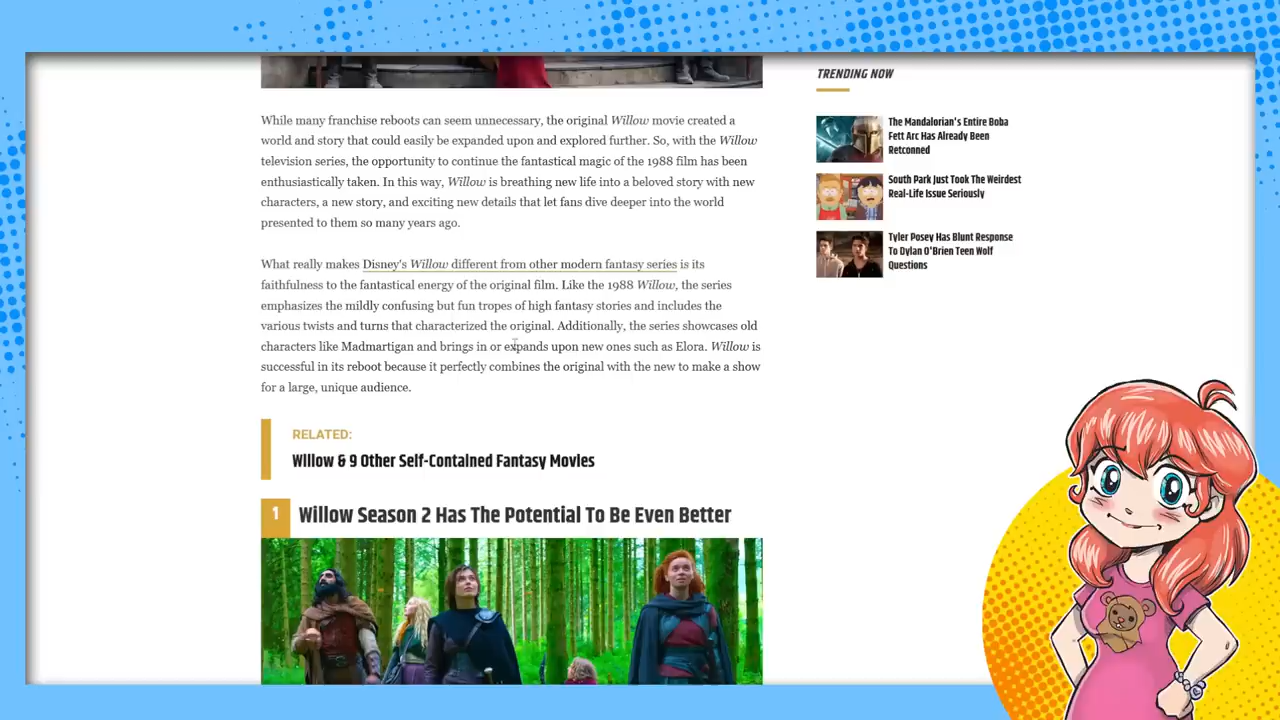 While many franchise reboots can seem unnecessary, the original Willow movie created a
world and story that could easily be expanded upon and explored further. So, with the Willow
television series, the opportunity to continue the fantastical magic of the 1988 film has been
enthusiastically taken. In this way, Willow is breathing new life into a beloved story with new
characters, a new story, and exciting new details that let fans dive deeper into the world
presented to them so many years ago.
What really makes Disney's Willow different from other modern fantasy series is its
faithfulness to the fantastical energy of the original film. Like the 1988 Willow, the series
emphasizes the mildly confusing but fun tropes of high fantasy stories and includes the
various twists and turns that characterized the original. Additionally, the series showcases old
characters like Madmartigan and brings in or expands upon new ones such as Elora. Willow is
successful in its reboot because it perfectly combines the original with the new to make a show
for a large, unique audience.
RELATED:
Willow & 9 Other Self-Contained Fantasy Movies
1 Willow Season 2 Has The Potential To Be Even Better
TRENDING NOW
The Mandalorian's Entire Boba
Fett Arc Has Already Been
Retconned
South Park Just Took The Weirdest
Real-Life Issue Seriously
Tyler Posey Has Blunt Response
To Dylan O'Brien Teen Wolf
Questions